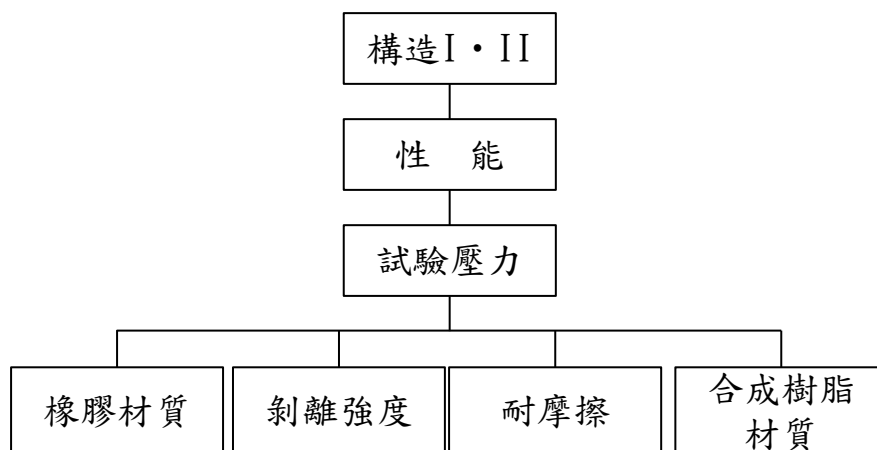 構造I・II
性　能
試驗壓力
橡膠材質
剝離強度
耐摩擦
合成樹脂
材質